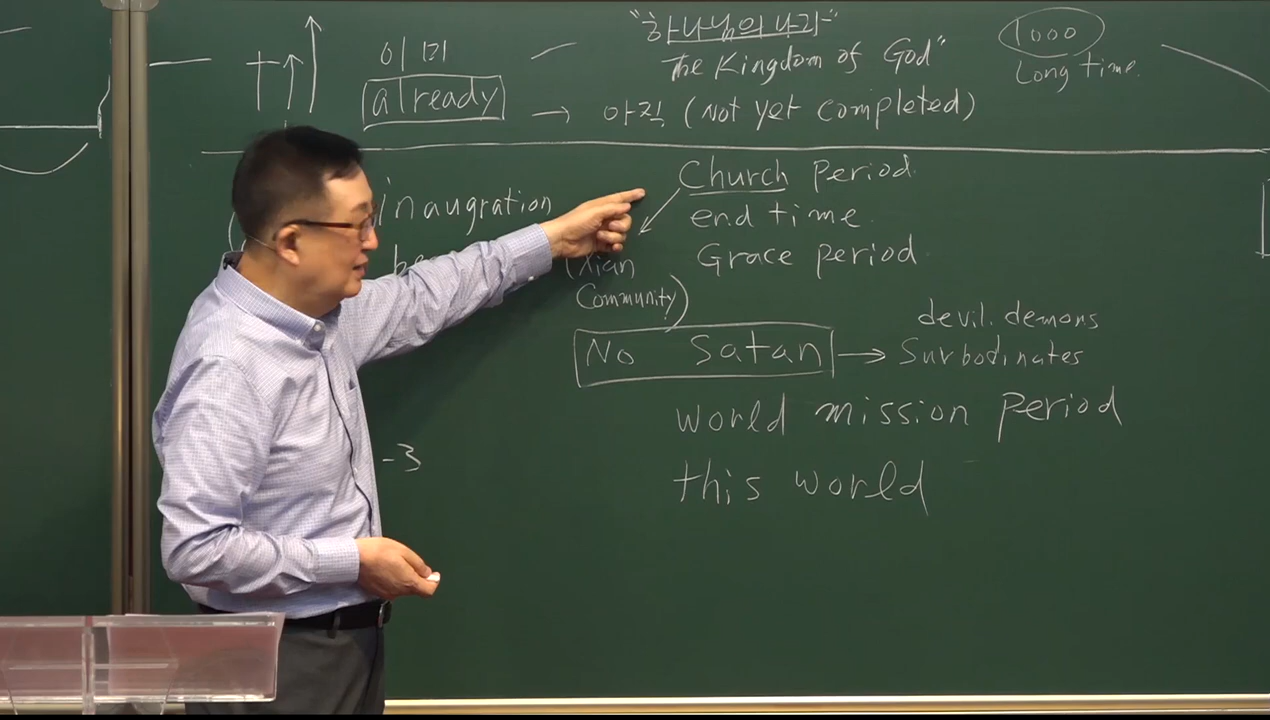 "하나님의 나라"
The Kingdom of God"
1000
Long time.
이미
already → 아직 (Not yet completed)
inaugration
Church period
end time.
Grace period
(Xian
Community)
No Satan → Surbodinates
devil. demons
world mission period
-3
this world